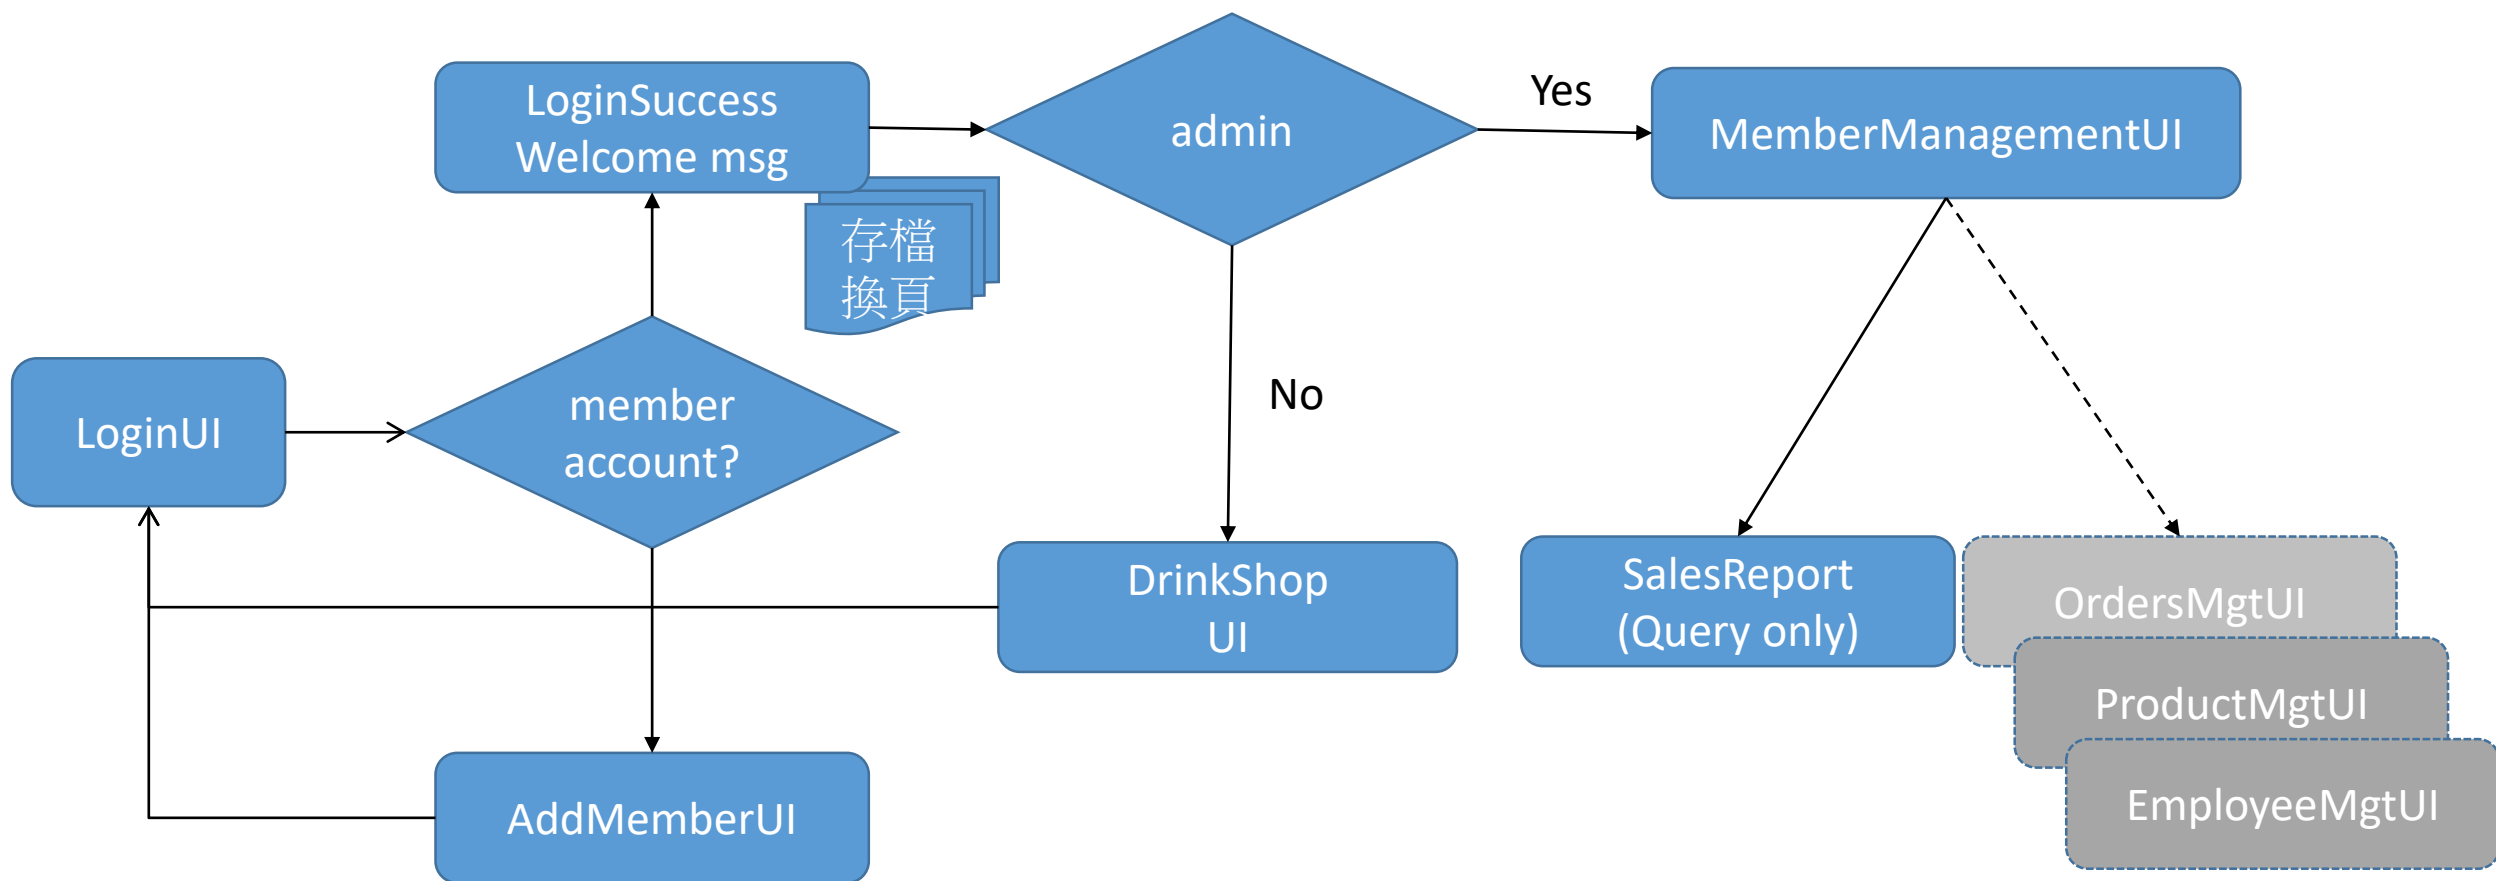 LoginSuccess
Welcome msg
admin
Yes
MemberManagementUI
存檔
換頁
member
account?
No
LoginUI
DrinkShop
UI
SalesReport
(Query only)
OrdersMgtUI
ProductMgtUI
EmployeeMgtUI
AddMemberUI